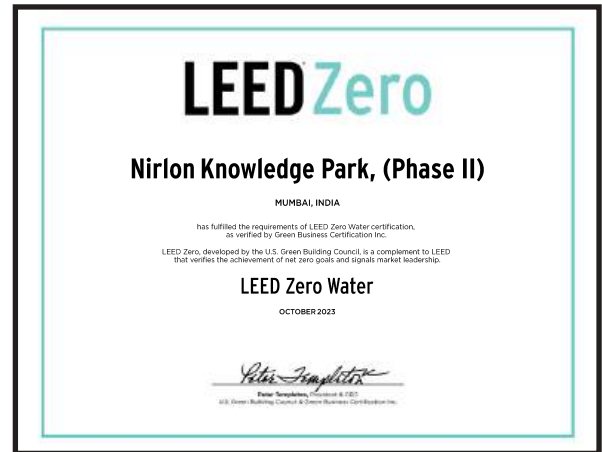 LEED Zero
Nirlon Knowledge Park, (Phase II)
MUMBAI, INDIA
has fulfilled the requirements of LEED Zero Water certification,
as verified by Green Business Certification Inc.
LEED Zero, developed by the U.S. Green Building Council, is a complement to LEED
that verifies the achievement of net zero goals and signals market leadership.
LEED Zero Water
OCTOBER 2023
Peter Templeton
Peter Templeton, President & CEO
U.S. Green Building Council & Green Business Certification Inc.